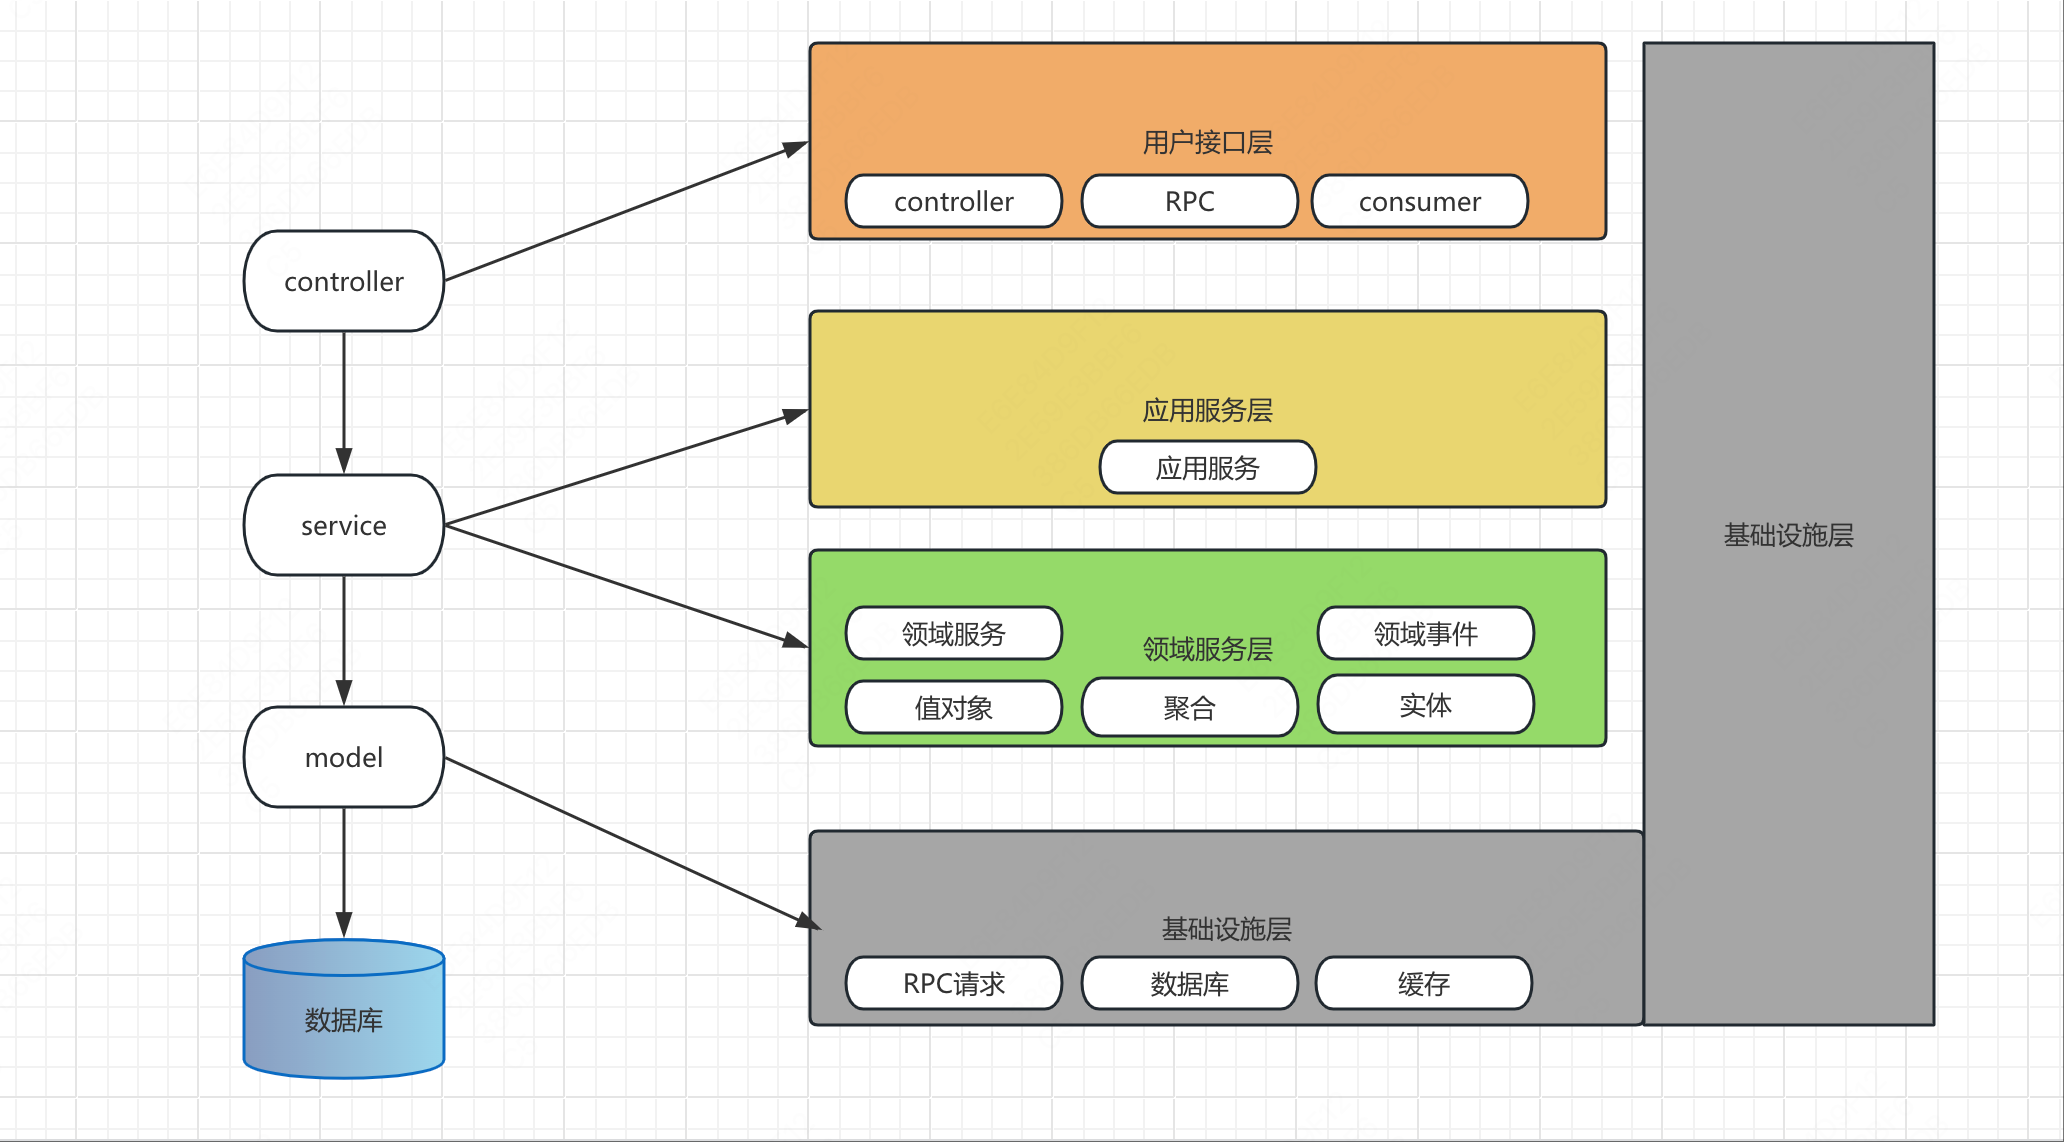 controller
service
model
数据库
用户接口层
controller
RPC
consumer
应用服务层
应用服务
领域服务
领域服务层
领域事件
值对象
聚合
实体
基础设施层
RPC请求
数据库
缓存
基础设施层